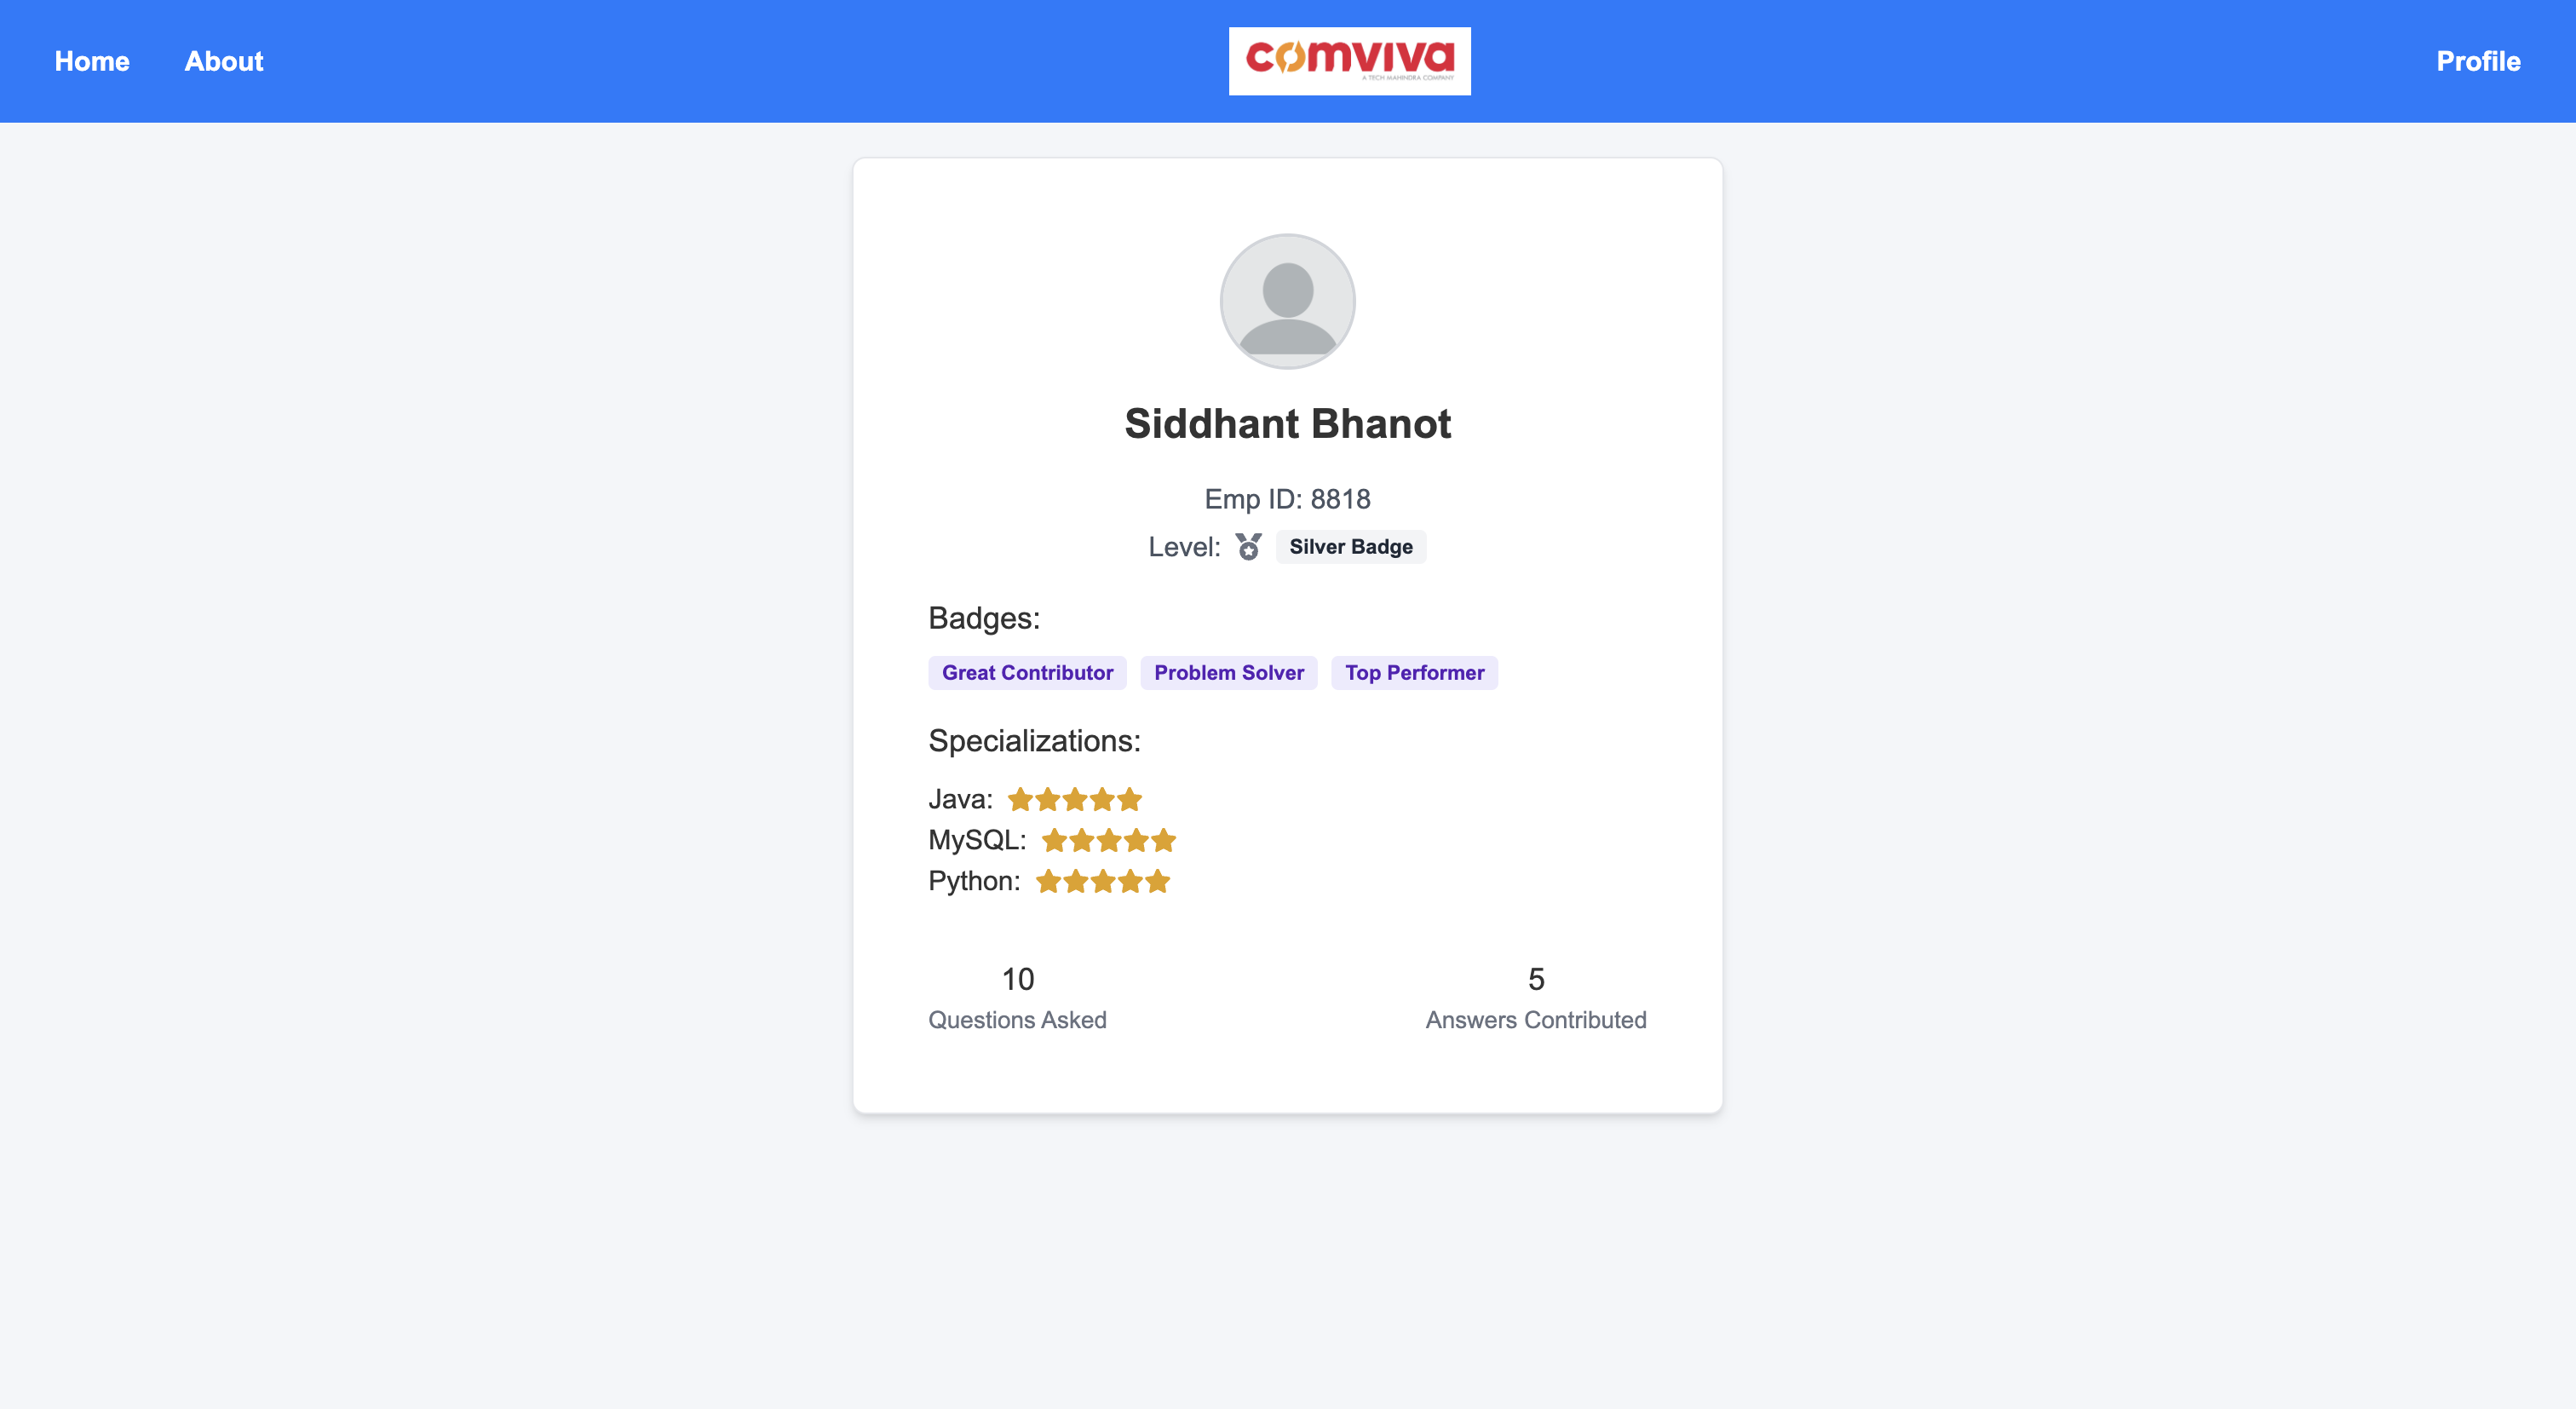 Home About
comviva
A TECH MAHINDRA COMPANY
Profile
Siddhant Bhanot
Emp ID: 8818
Level: Silver Badge
Badges:
Great Contributor Problem Solver Top Performer
Specializations:
Java:
MySQL:
Python:
10
Questions Asked
5
Answers Contributed